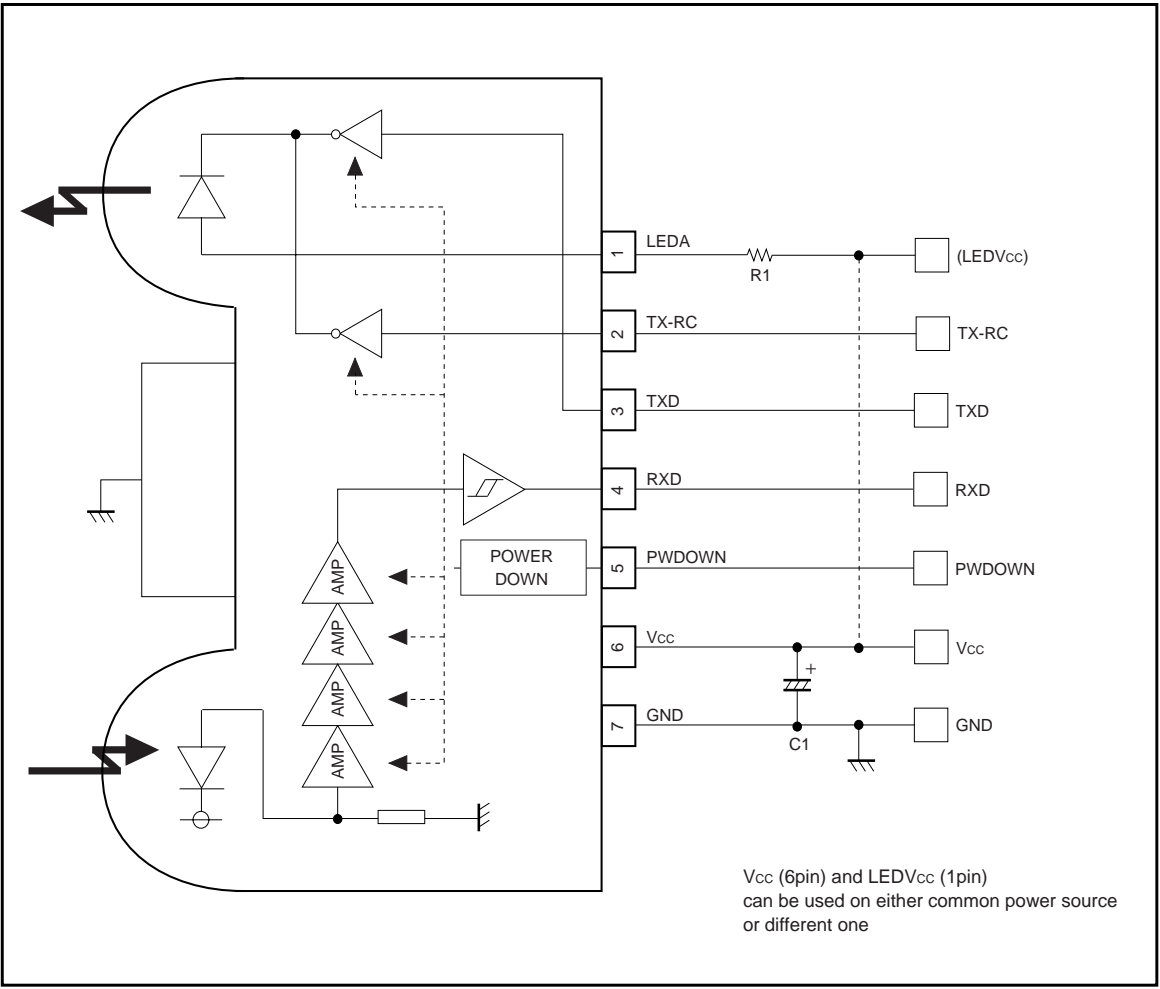 1
LEDA
R1
(LEDVcc)
2
TX-RC
TX-RC
3
TXD
TXD
4
RXD
RXD
POWER
DOWN
5
PWDOWN
PWDOWN
AMP
AMP
AMP
AMP
6
Vcc
+
Vcc
7
GND
C1
GND
Vcc (6pin) and LEDVcc (1pin)
can be used on either common power source
or different one